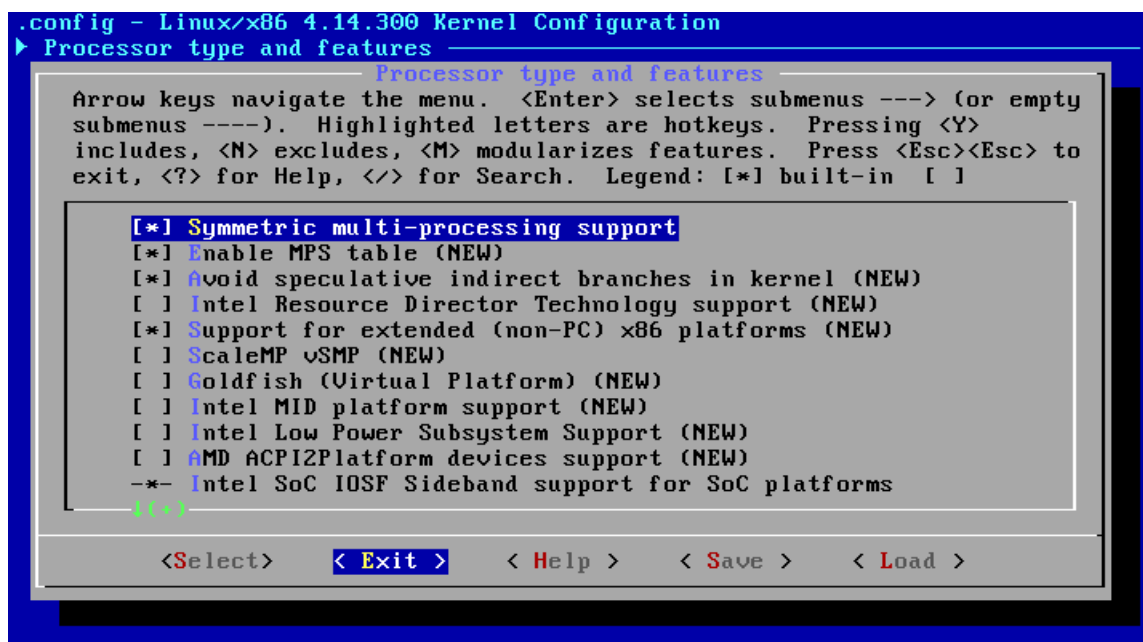 .config - Linux/x86 4.14.300 Kernel Configuration
▶ Processor type and features
Processor type and features
Arrow keys navigate the menu.  <Enter> selects submenus ---> (or empty
submenus ----).  Highlighted letters are hotkeys.  Pressing <Y>
includes, <N> excludes, <M> modularizes features.  Press <Esc><Esc> to
exit, <?> for Help, </> for Search.  Legend: [*] built-in  [ ]
[*] Symmetric multi-processing support
[*] Enable MPS table (NEW)
[*] Avoid speculative indirect branches in kernel (NEW)
[ ] Intel Resource Director Technology support (NEW)
[*] Support for extended (non-PC) x86 platforms (NEW)
[ ] ScaleMP vSMP (NEW)
[ ] Goldfish (Virtual Platform) (NEW)
[ ] Intel MID platform support (NEW)
[ ] Intel Low Power Subsystem Support (NEW)
[ ] AMD ACPI2Platform devices support (NEW)
-*- Intel SoC IOSF Sideband support for SoC platforms
↓(+)
<Select>    < Exit >    < Help >    < Save >    < Load >